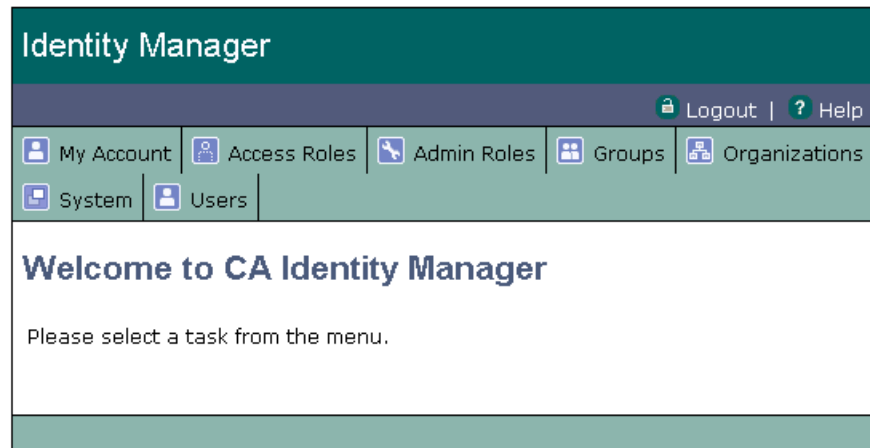 Identity Manager
Logout | ? Help
My Account Access Roles Admin Roles Groups Organizations
System Users
Welcome to CA Identity Manager
Please select a task from the menu.